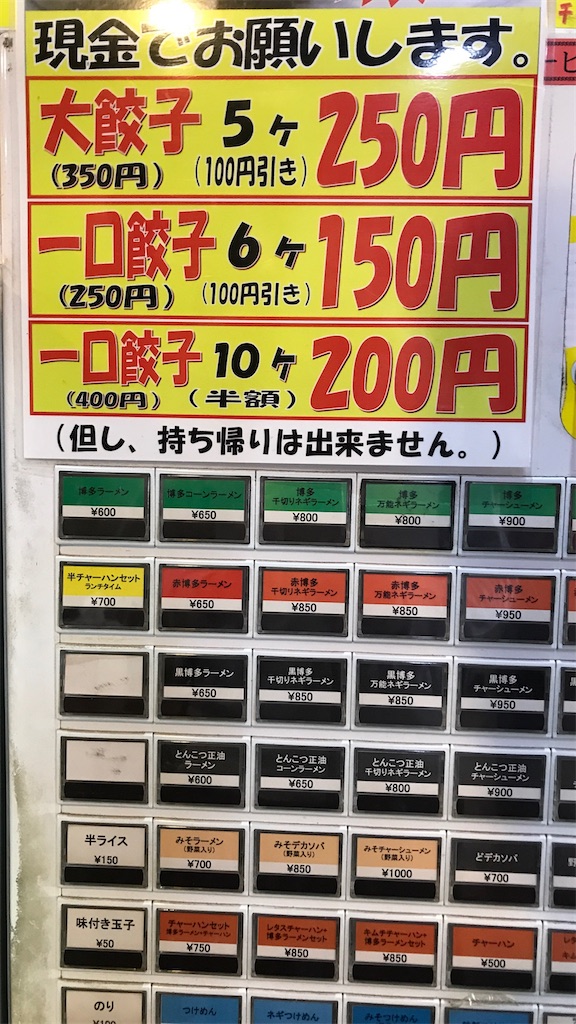 現金でお願いします。
大餃子 5ヶ 250円
(350円) (100円引き)
一口餃子 6ヶ 150円
(250円) (100円引き)
一口餃子 10ヶ 200円
(400円) (半額)
(但し、持ち帰りは出来ません。)
博多ラーメン
¥600
博多コーンラーメン
¥650
博多
千切りネギラーメン
¥800
博多
万能ネギラーメン
¥800
博多
チャーシューメン
¥900
半チャーハンセット
ランチタイム
¥700
赤博多ラーメン
¥650
赤博多
千切りネギラーメン
¥850
赤博多
万能ネギラーメン
¥850
赤博多
チャーシューメン
¥950
黒博多ラーメン
¥650
黒博多
千切りネギラーメン
¥850
黒博多
万能ネギラーメン
¥850
黒博多
チャーシューメン
¥950
とんこつ正油
ラーメン
¥600
とんこつ正油
コーンラーメン
¥650
とんこつ正油
千切りネギラーメン
¥800
とんこつ正油
チャーシューメン
¥900
半ライス
¥150
みそラーメン
(野菜入り)
¥700
みそデカソバ
(野菜入り)
¥850
みそチャーシューメン
(野菜入り)
¥1000
どデカソバ
¥700
味付き玉子
¥50
チャーハンセット
博多ラーメン+チャーハン
¥750
レタスチャーハン+
博多ラーメンセット
¥850
キムチチャーハン+
博多ラーメンセット
¥850
チャーハン
¥500
のり
¥100
つけめん
ネギつけめん
みそつけめん